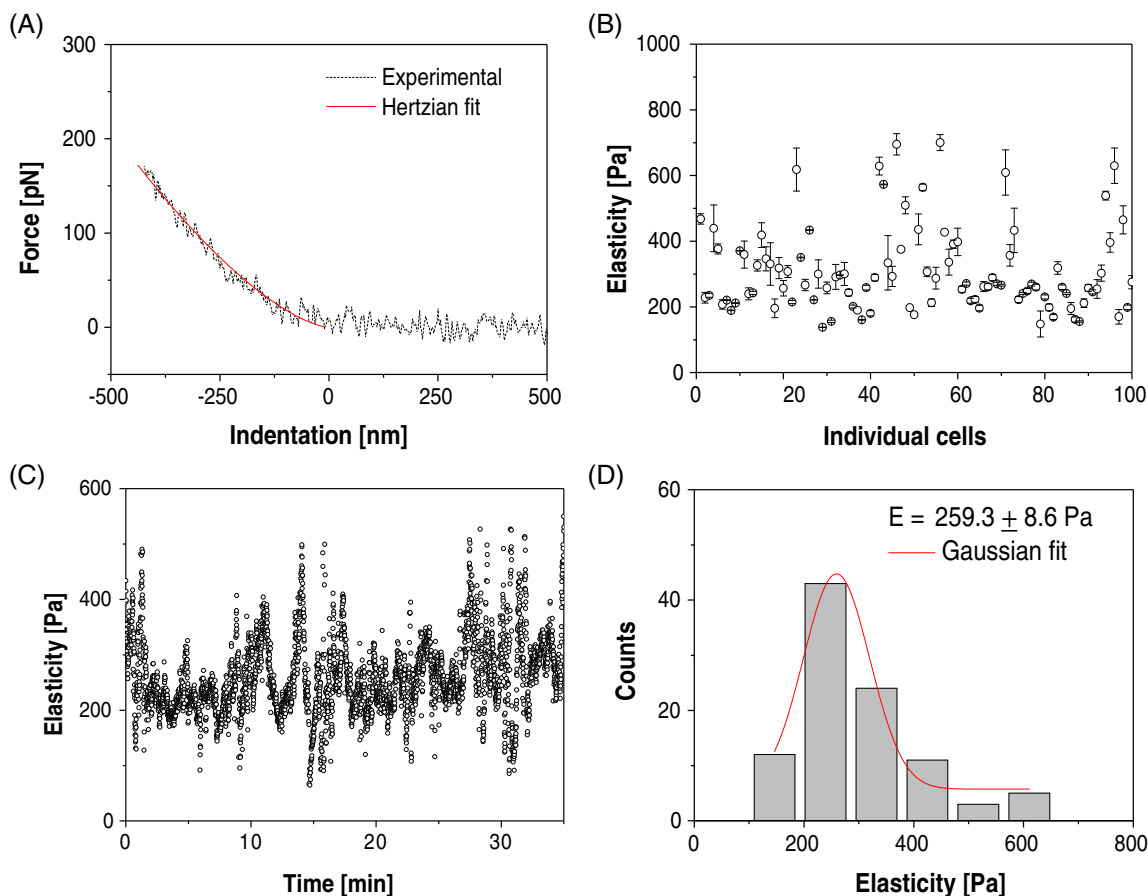 (A)
300
200
100
0
Force [pN]
Experimental
Hertzian fit
-500 -250 0 250 500
Indentation [nm]
(B)
1000
800
600
400
200
0
Elasticity [Pa]
0 20 40 60 80 100
Individual cells
(C)
600
400
200
0
Elasticity [Pa]
0 10 20 30
Time [min]
(D)
60
40
20
0
Counts
E = 259.3 ± 8.6 Pa
Gaussian fit
0 200 400 600 800
Elasticity [Pa]